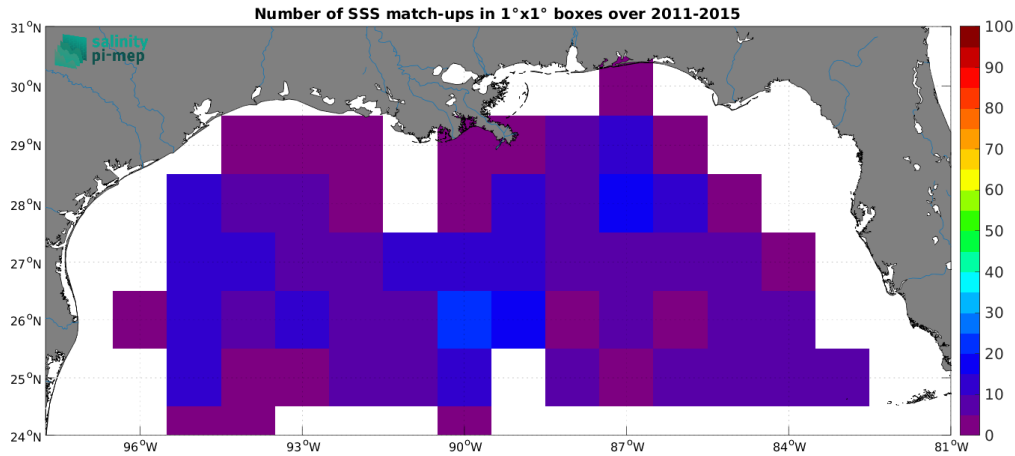 Number of SSS match-ups in 1°x1° boxes over 2011-2015
salinity
pi-mep
31°N
30°N
29°N
28°N
27°N
26°N
25°N
24°N
96°W
93°W
90°W
87°W
84°W
81°W
100
90
80
70
60
50
40
30
20
10
0